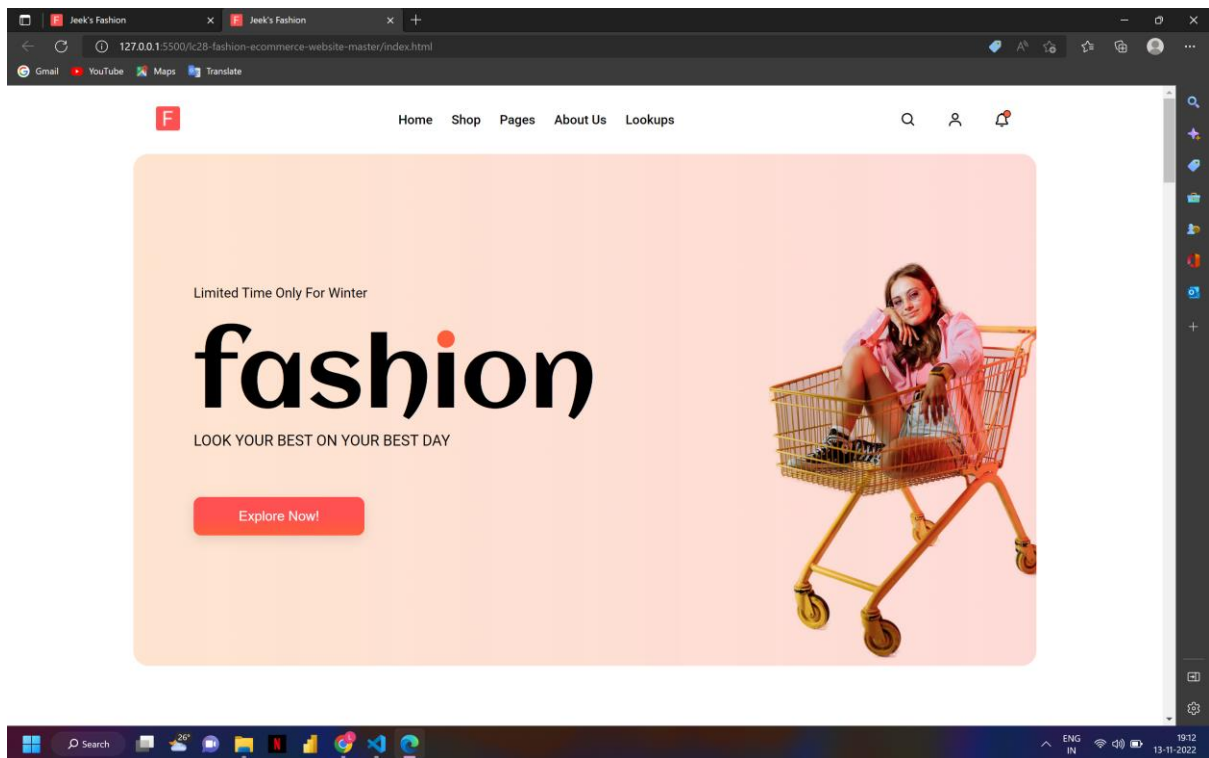 Jeek's Fashion
Jeek's Fashion
127.0.0.1:5500/lc28-fashion-ecommerce-website-master/index.html
Gmail YouTube Maps Translate
F
Home Shop Pages About Us Lookups
Limited Time Only For Winter
fashion
LOOK YOUR BEST ON YOUR BEST DAY
Explore Now!
Search
26°
ENG
IN
19:12
13-11-2022